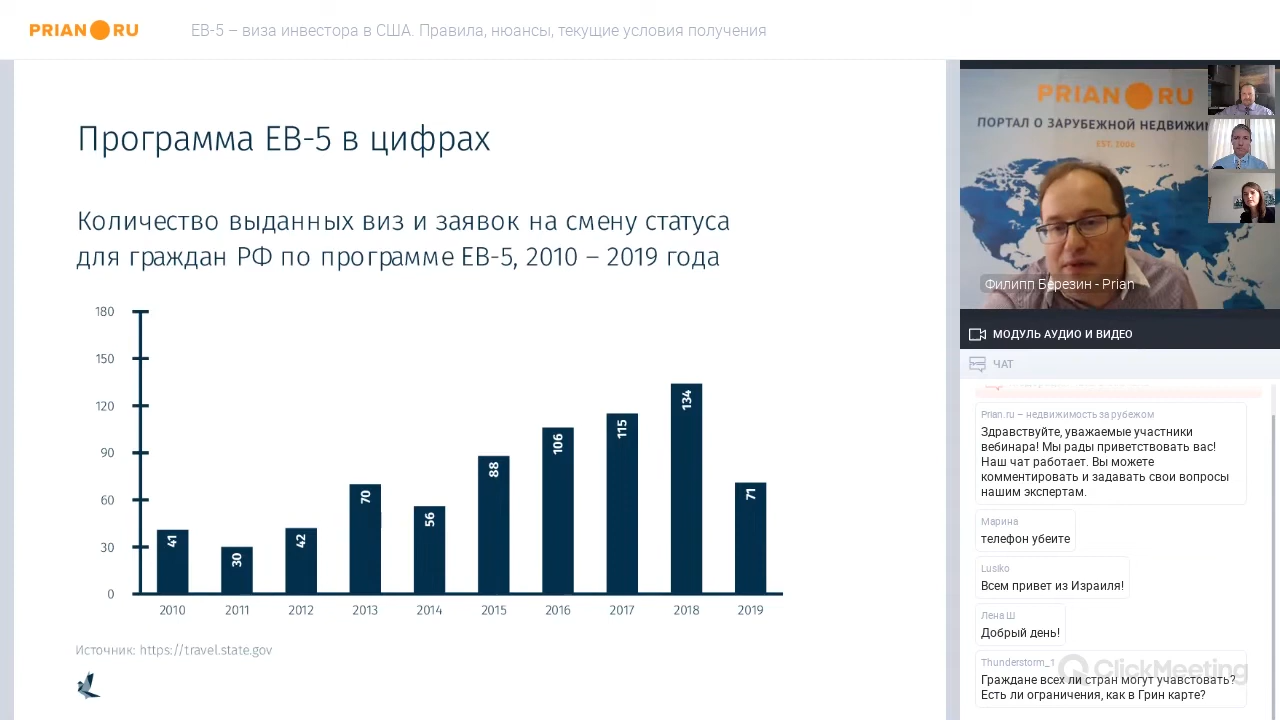 PRIAN RU
EB-5 – виза инвестора в США. Правила, нюансы, текущие условия получения
Программа EB-5 в цифрах
Количество выданных виз и заявок на смену статуса
для граждан РФ по программе EB-5, 2010 – 2019 года
180
150
120
90
60
30
0
41
30
42
70
56
88
106
115
134
71
2010
2011
2012
2013
2014
2015
2016
2017
2018
2019
Источник: https://travel.state.gov
PRIAN RU
ПОРТАЛ О ЗАРУБЕЖНОЙ
EST. 2006
Филипп Березин - Prian
МОДУЛЬ АУДИО И ВИДЕО
ЧАТ
Prian.ru – недвижимость за рубежом
Здравствуйте, уважаемые участники
вебинара! Мы рады приветствовать вас!
Наш чат работает. Вы можете
комментировать и задавать свои вопросы
нашим экспертам.
Марина
телефон убеите
Lusiko
Всем привет из Израиля!
Лена Ш
Добрый день!
Thunderstorm_1
ClickMeeting
Граждане всех ли стран могут учавстовать?
Есть ли ограничения, как в Грин карте?